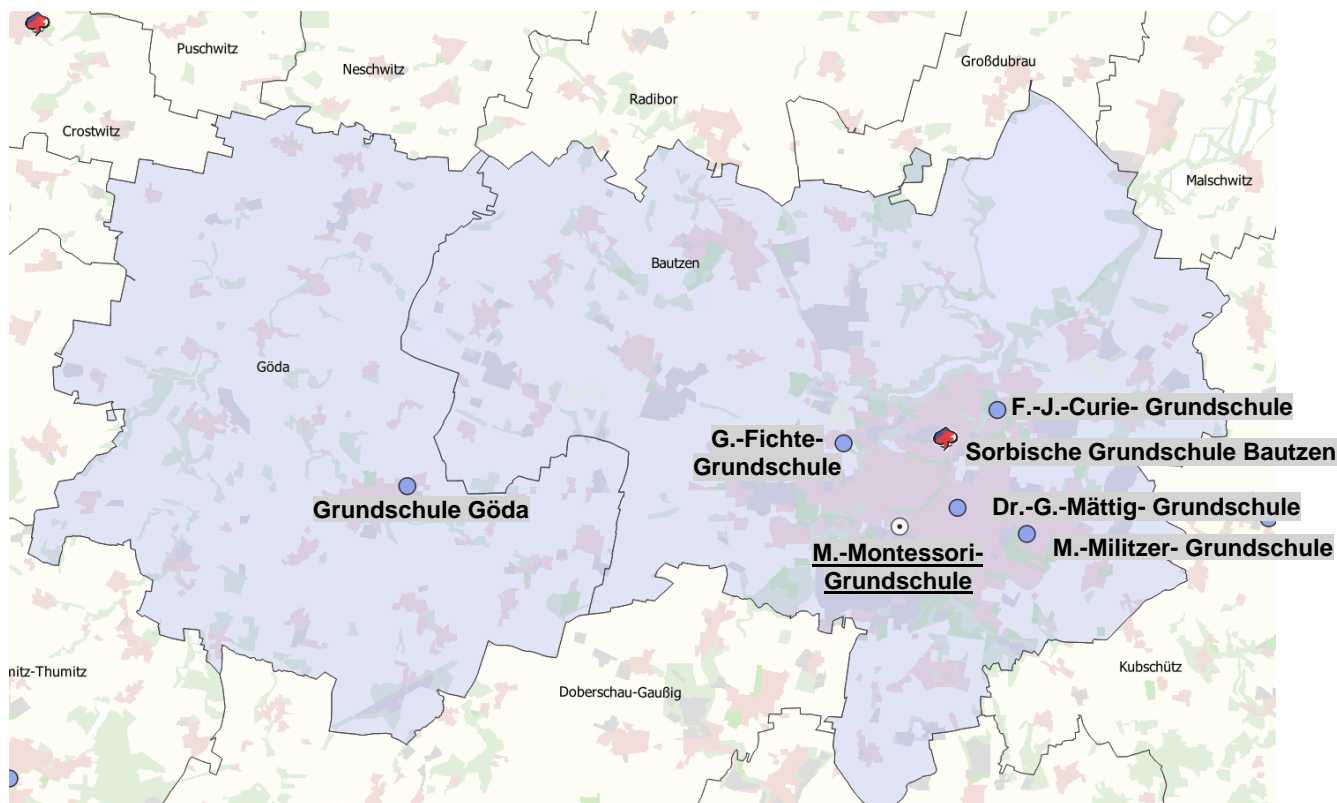 Puschwitz
Neschwitz
Großdubrau
Radibor
Crostwitz
Malschwitz
Bautzen
Göda
F.-J.-Curie- Grundschule
G.-Fichte-
Grundschule
Sorbische Grundschule Bautzen
Grundschule Göda
Dr.-G.-Mättig- Grundschule
M.-Militzer- Grundschule
M.-Montessori-
Grundschule
mitz-Thumitz
Doberschau-Gaußig
Kubschütz